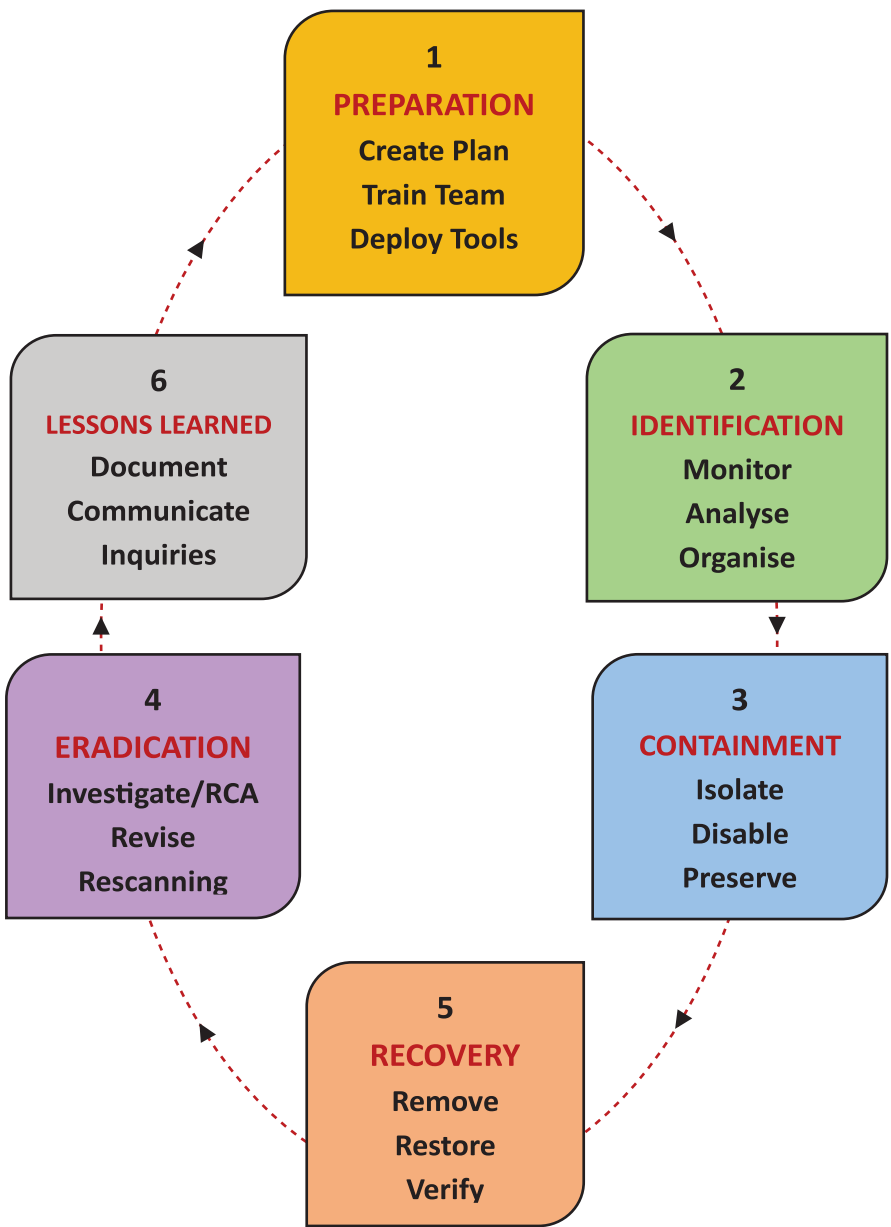 1
PREPARATION
Create Plan
Train Team
Deploy Tools
2
IDENTIFICATION
Monitor
Analyse
Organise
3
CONTAINMENT
Isolate
Disable
Preserve
5
RECOVERY
Remove
Restore
Verify
4
ERADICATION
Investigate/RCA
Revise
Rescanning
6
LESSONS LEARNED
Document
Communicate
Inquiries